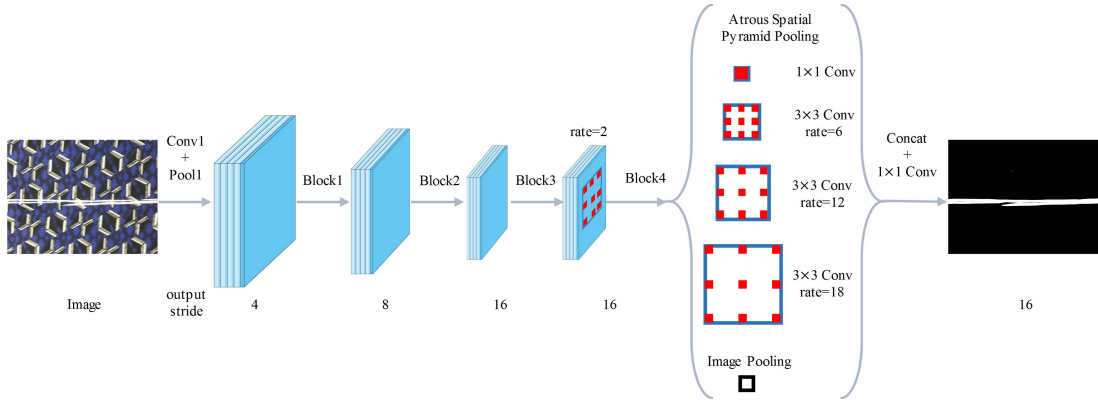 Atrous Spatial
Pyramid Pooling
1×1 Conv
3×3 Conv
rate=6
3×3 Conv
rate=12
3×3 Conv
rate=18
Image Pooling
Conv1
+
Pool1
Block1
Block2
Block3
rate=2
Block4
Concat
+
1×1 Conv
Image
output
stride
4
8
16
16
16